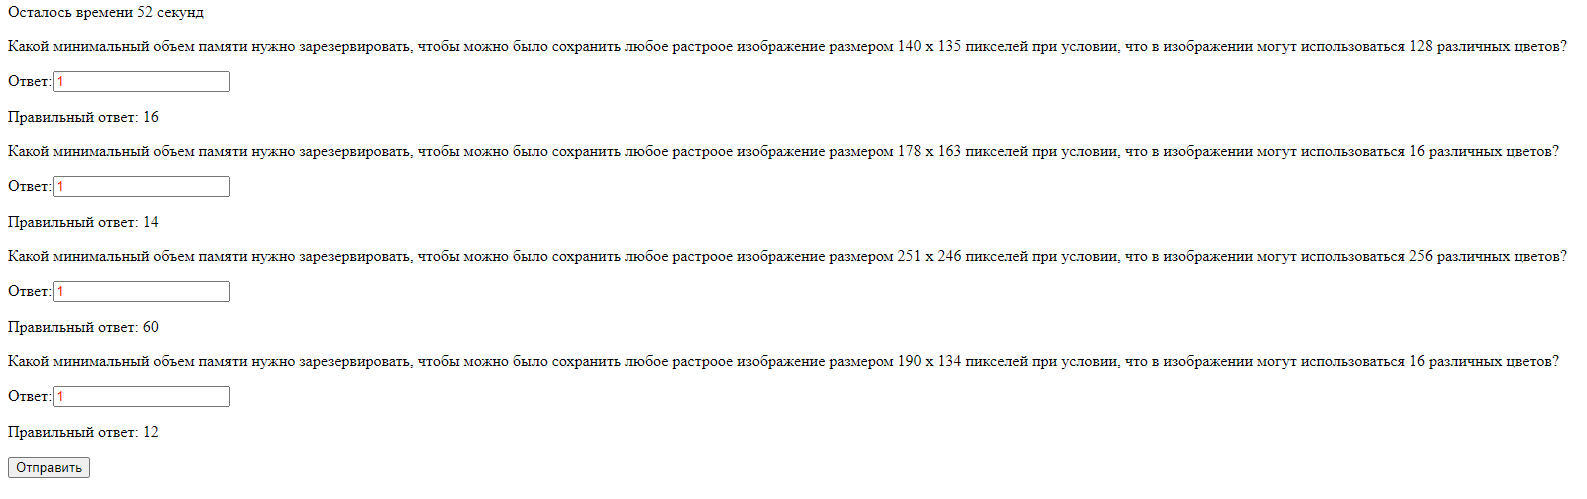 Осталось времени 52 секунд
Какой минимальный объем памяти нужно зарезервировать, чтобы можно было сохранить любое растроое изображение размером 140 x 135 пикселей при условии, что в изображении могут использоваться 128 различных цветов?
Ответ: 1
Правильный ответ: 16
Какой минимальный объем памяти нужно зарезервировать, чтобы можно было сохранить любое растроое изображение размером 178 x 163 пикселей при условии, что в изображении могут использоваться 16 различных цветов?
Ответ: 1
Правильный ответ: 14
Какой минимальный объем памяти нужно зарезервировать, чтобы можно было сохранить любое растроое изображение размером 251 x 246 пикселей при условии, что в изображении могут использоваться 256 различных цветов?
Ответ: 1
Правильный ответ: 60
Какой минимальный объем памяти нужно зарезервировать, чтобы можно было сохранить любое растроое изображение размером 190 x 134 пикселей при условии, что в изображении могут использоваться 16 различных цветов?
Ответ: 1
Правильный ответ: 12
Отправить